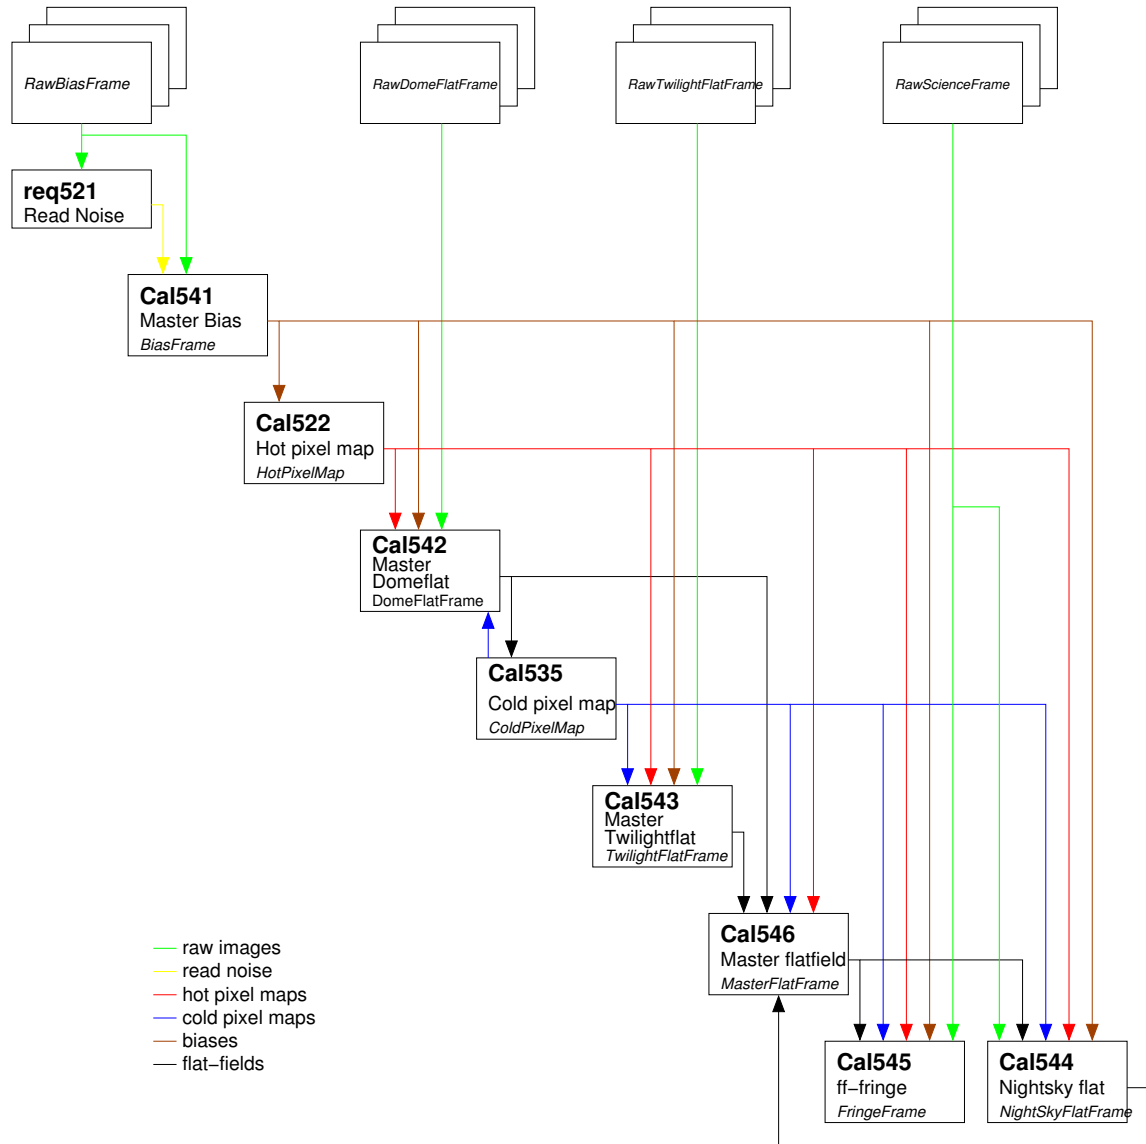 RawBiasFrame
RawDomeFlatFrame
RawTwilightFlatFrame
RawScienceFrame
req521
Read Noise
Cal541
Master Bias
BiasFrame
Cal522
Hot pixel map
HotPixelMap
Cal542
Master
Domeflat
DomeFlatFrame
Cal535
Cold pixel map
ColdPixelMap
Cal543
Master
Twilightflat
TwilightFlatFrame
Cal546
Master flatfield
MasterFlatFrame
raw images
read noise
hot pixel maps
cold pixel maps
biases
flat−fields
Cal545
ff−fringe
FringeFrame
Cal544
Nightsky flat
NightSkyFlatFrame